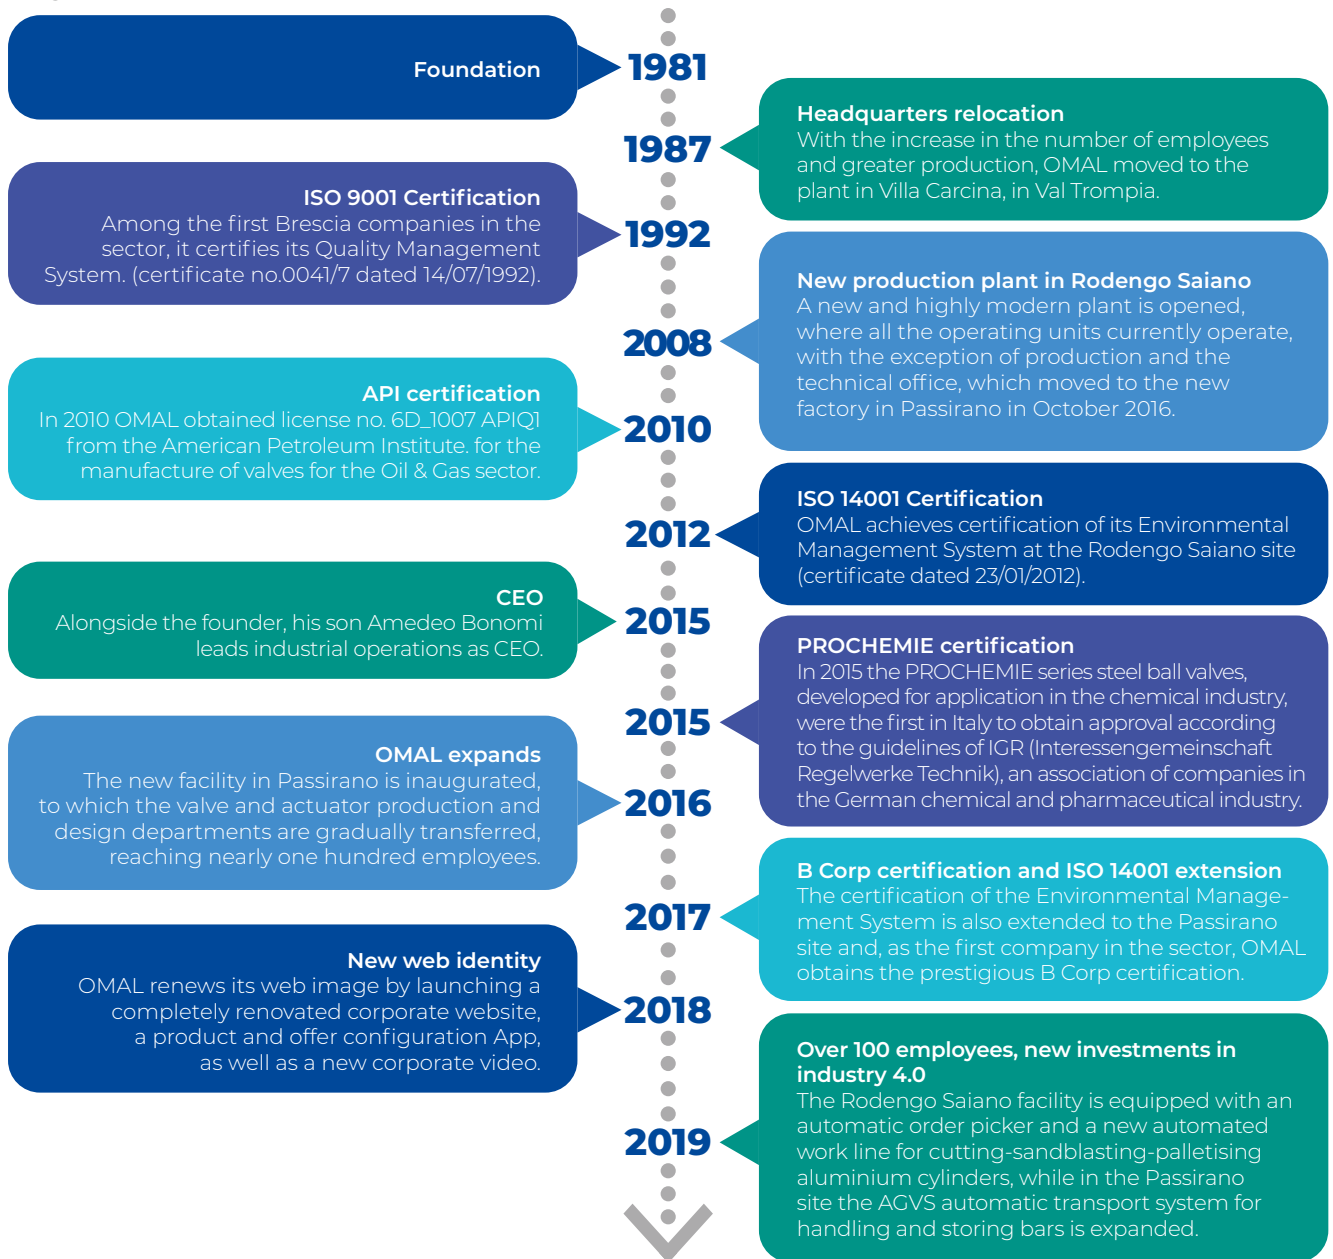 Foundation
1981
1987
Headquarters relocation
With the increase in the number of employees
and greater production, OMAL moved to the
plant in Villa Carcina, in Val Trompia.
ISO 9001 Certification
Among the first Brescia companies in the
sector, it certifies its Quality Management
System. (certificate no.0041/7 dated 14/07/1992).
1992
2008
New production plant in Rodengo Saiano
A new and highly modern plant is opened,
where all the operating units currently operate,
with the exception of production and the
technical office, which moved to the new
factory in Passirano in October 2016.
API certification
In 2010 OMAL obtained license no. 6D_1007 APIQ1
from the American Petroleum Institute. for the
manufacture of valves for the Oil & Gas sector.
2010
2012
ISO 14001 Certification
OMAL achieves certification of its Environmental
Management System at the Rodengo Saiano site
(certificate dated 23/01/2012).
CEO
Alongside the founder, his son Amedeo Bonomi
leads industrial operations as CEO.
2015
2015
PROCHEMIE certification
In 2015 the PROCHEMIE series steel ball valves,
developed for application in the chemical industry,
were the first in Italy to obtain approval according
to the guidelines of IGR (Interessengemeinschaft
Regelwerke Technik), an association of companies in
the German chemical and pharmaceutical industry.
OMAL expands
The new facility in Passirano is inaugurated,
to which the valve and actuator production and
design departments are gradually transferred,
reaching nearly one hundred employees.
2016
2017
B Corp certification and ISO 14001 extension
The certification of the Environmental Manage-
ment System is also extended to the Passirano
site and, as the first company in the sector, OMAL
obtains the prestigious B Corp certification.
New web identity
OMAL renews its web image by launching a
completely renovated corporate website,
a product and offer configuration App,
as well as a new corporate video.
2018
2019
Over 100 employees, new investments in
industry 4.0
The Rodengo Saiano facility is equipped with an
automatic order picker and a new automated
work line for cutting-sandblasting-palletising
aluminium cylinders, while in the Passirano
site the AGVS automatic transport system for
handling and storing bars is expanded.